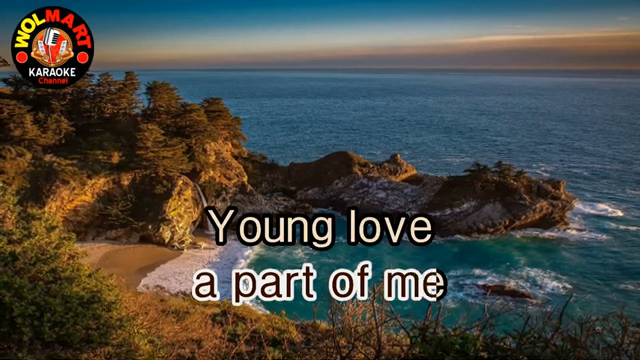 WOLMART
KARAOKE
Channel
Young love
a part of me